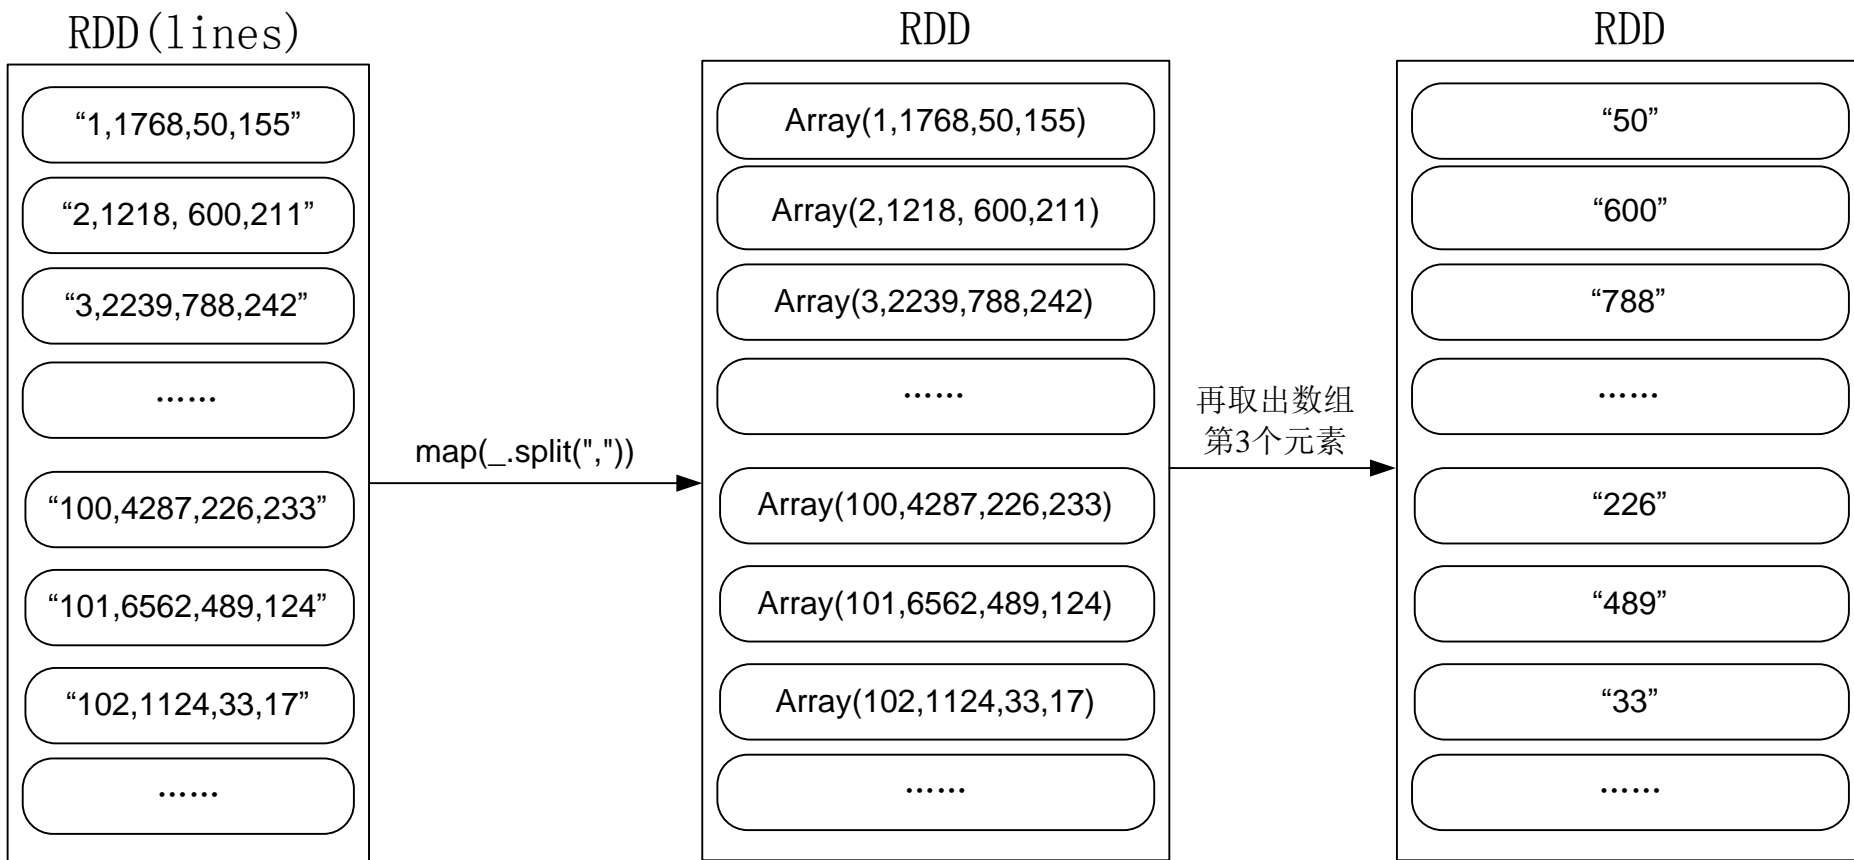 RDD(lines)
“1,1768,50,155”
“2,1218, 600,211”
“3,2239,788,242”
……
“100,4287,226,233”
“101,6562,489,124”
“102,1124,33,17”
……
map(_.split(","))
RDD
Array(1,1768,50,155)
Array(2,1218, 600,211)
Array(3,2239,788,242)
……
Array(100,4287,226,233)
Array(101,6562,489,124)
Array(102,1124,33,17)
……
再取出数组
第3个元素
RDD
“50”
“600”
“788”
……
“226”
“489”
“33”
……